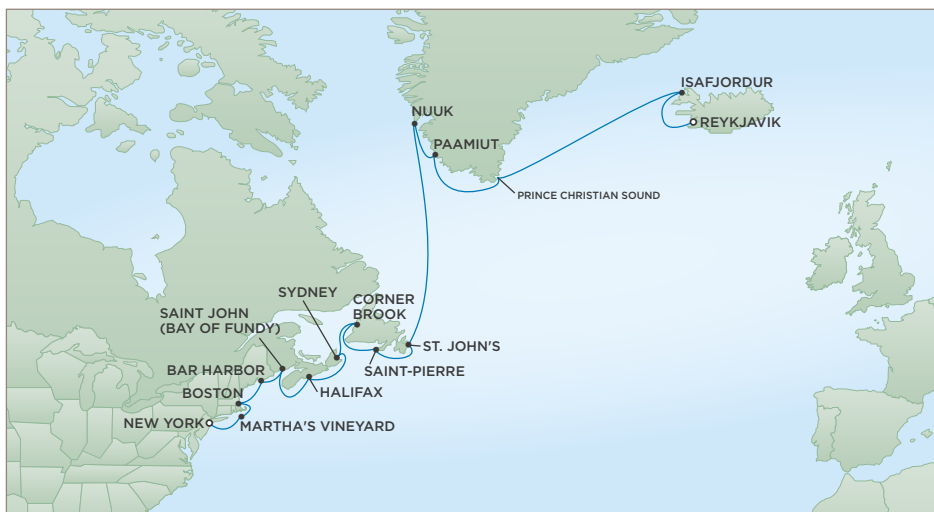 ISAFJORDUR
REYKJAVIK
NUUK
PAAMIUT
PRINCE CHRISTIAN SOUND
SYDNEY
CORNER
BROOK
SAINT JOHN
(BAY OF FUNDY)
ST. JOHN'S
SAINT-PIERRE
BAR HARBOR
HALIFAX
BOSTON
NEW YORK
MARTHA'S VINEYARD